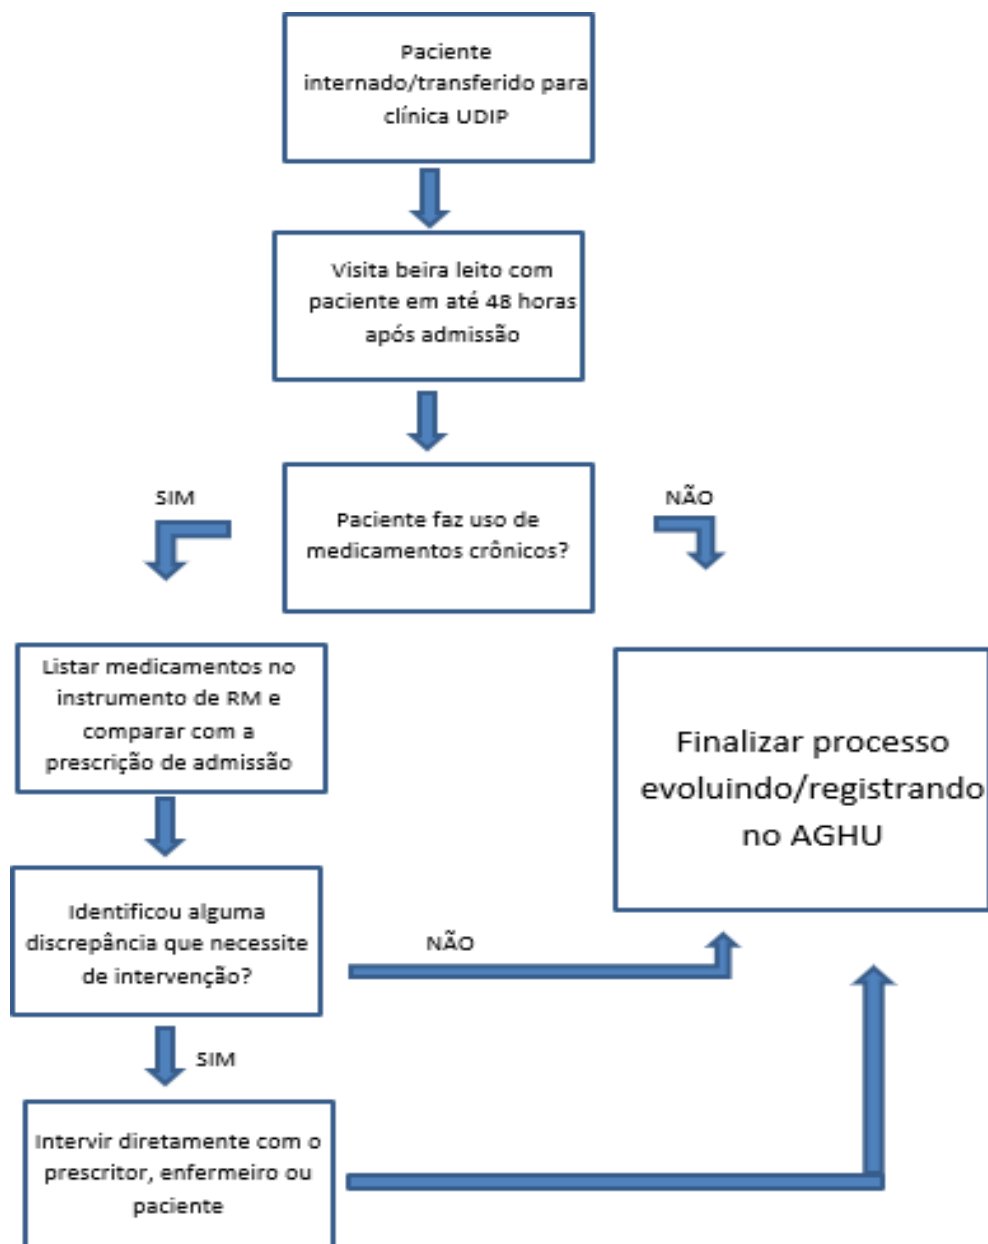 Paciente
internado/transferido para
clínica UDIP
Visita beira leito com
paciente em até 48 horas
após admissão
SIM
NÃO
Paciente faz uso de
medicamentos crônicos?
Listar medicamentos no
instrumento de RM e
comparar com a
prescrição de admissão
Finalizar processo
evoluindo/registrando
no AGHU
Identificou alguma
discrepância que necessite
de intervenção?
NÃO
SIM
Intervir diretamente com o
prescritor, enfermeiro ou
paciente